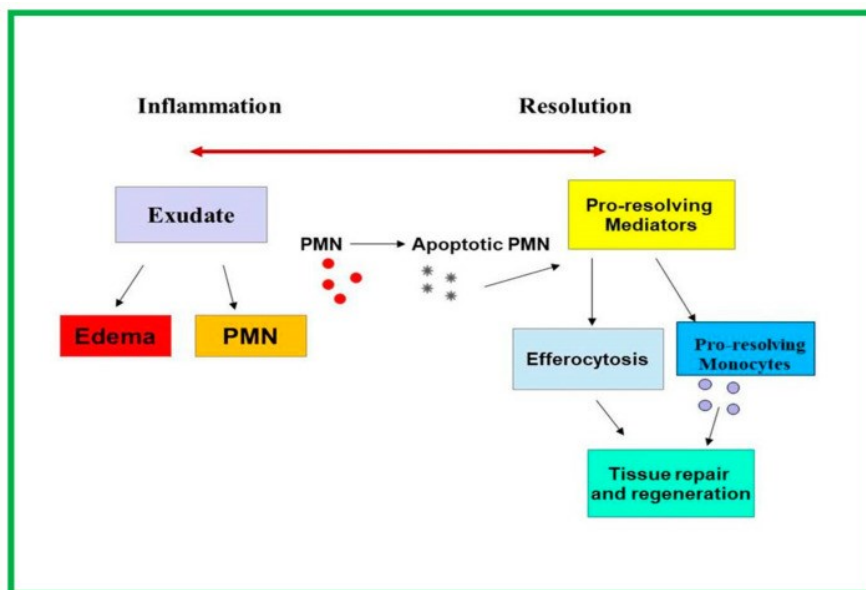 Inflammation
Resolution
Exudate
Pro-resolving
Mediators
PMN
Apoptotic PMN
Edema
PMN
Efferocytosis
Pro-resolving
Monocytes
Tissue repair
and regeneration